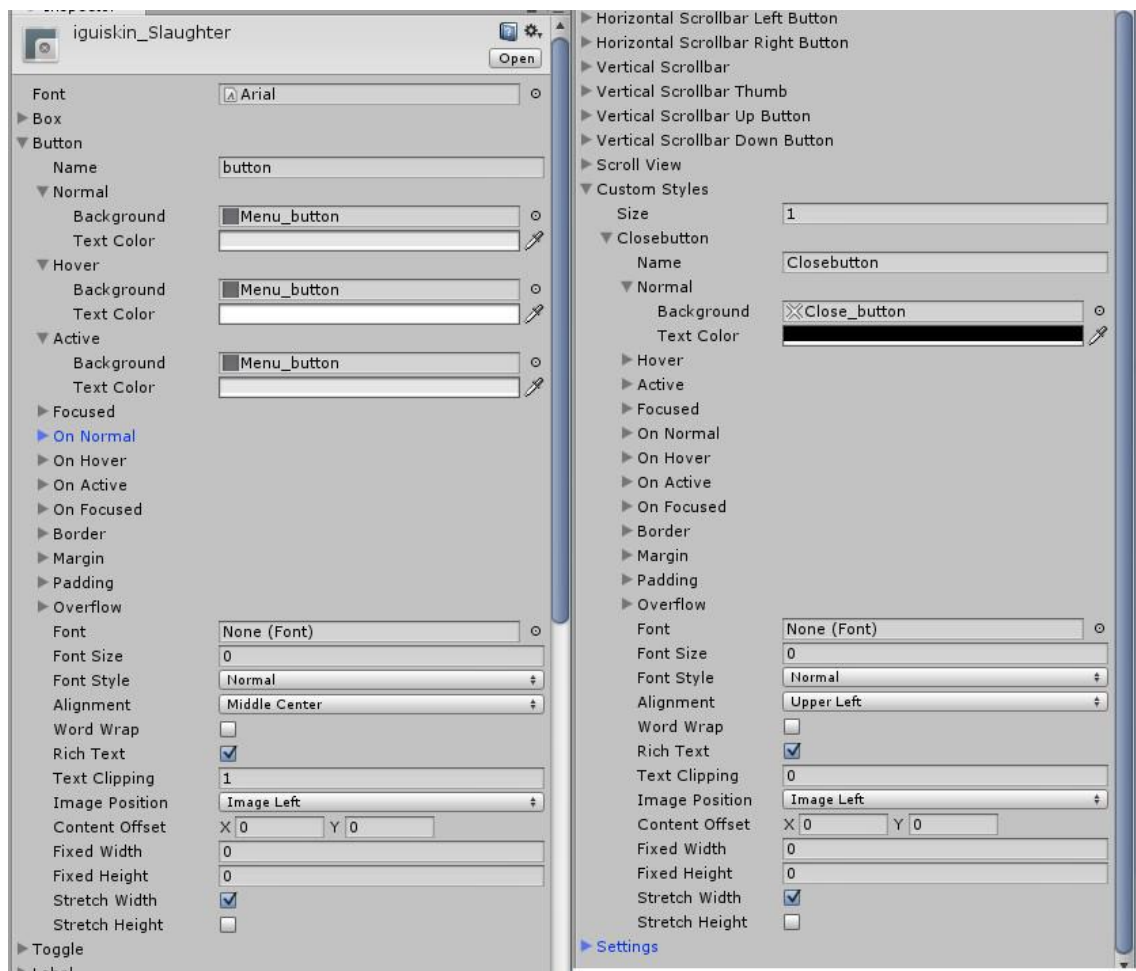 iguiskin_Slaughter
Open
Font Arial
Box
Button
Name button
Normal
Background Menu_button
Text Color
Hover
Background Menu_button
Text Color
Active
Background Menu_button
Text Color
Focused
On Normal
On Hover
On Active
On Focused
Border
Margin
Padding
Overflow
Font None (Font)
Font Size 0
Font Style Normal
Alignment Middle Center
Word Wrap
Rich Text
Text Clipping 1
Image Position Image Left
Content Offset X 0 Y 0
Fixed Width 0
Fixed Height 0
Stretch Width
Stretch Height
Toggle
Horizontal Scrollbar Left Button
Horizontal Scrollbar Right Button
Vertical Scrollbar
Vertical Scrollbar Thumb
Vertical Scrollbar Up Button
Vertical Scrollbar Down Button
Scroll View
Custom Styles
Size 1
Closebutton
Name Closebutton
Normal
Background Close_button
Text Color
Hover
Active
Focused
On Normal
On Hover
On Active
On Focused
Border
Margin
Padding
Overflow
Font None (Font)
Font Size 0
Font Style Normal
Alignment Upper Left
Word Wrap
Rich Text
Text Clipping 0
Image Position Image Left
Content Offset X 0 Y 0
Fixed Width 0
Fixed Height 0
Stretch Width
Stretch Height
Settings